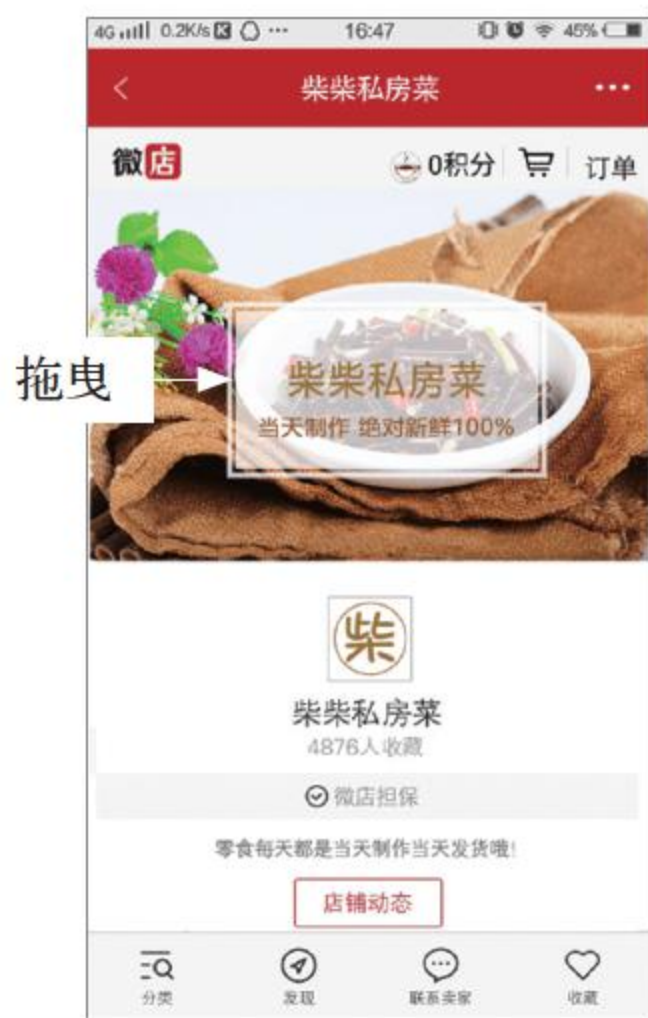 4G 0.2K/s K ··· 16:47 45%
柴柴私房菜
微店 0积分 订单
拖曳
柴柴私房菜
当天制作 绝对新鲜100%
柴
柴柴私房菜
4876人收藏
微店担保
零食每天都是当天制作当天发货哦!
店铺动态
分类 发现 联系卖家 收藏